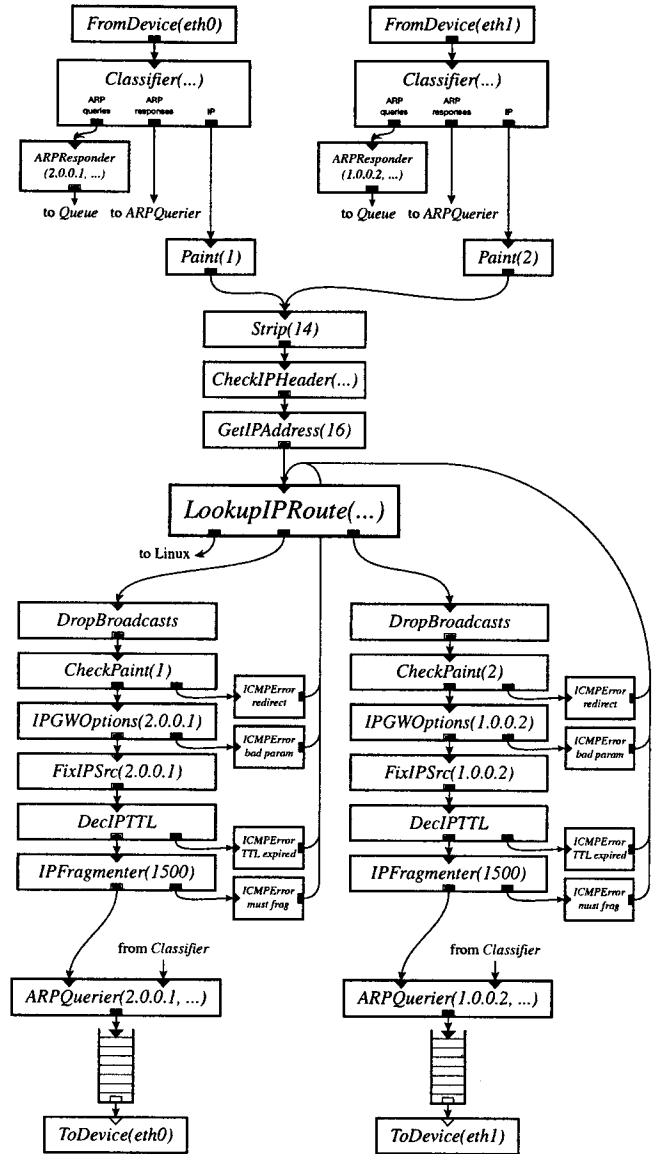 FromDevice(eth0)
FromDevice(eth1)
Classifier(...)
ARP queries
ARP responses
IP
Classifier(...)
ARP queries
ARP responses
IP
ARPResponder
(2.0.0.1, ...)
ARPResponder
(1.0.0.2, ...)
to Queue
to ARPQuerier
to Queue
to ARPQuerier
Paint(1)
Paint(2)
Strip(14)
CheckIPHeader(...)
GetIPAddress(16)
LookupIPRoute(...)
to Linux
DropBroadcasts
CheckPaint(1)
ICMPError
redirect
IPGWOptions(2.0.0.1)
ICMPError
bad param
FixIPSrc(2.0.0.1)
DecIPTTL
ICMPError
TTL expired
IPFragmenter(1500)
ICMPError
must frag
from Classifier
ARPQuerier(2.0.0.1, ...)
ToDevice(eth0)
DropBroadcasts
CheckPaint(2)
ICMPError
redirect
IPGWOptions(1.0.0.2)
ICMPError
bad param
FixIPSrc(1.0.0.2)
DecIPTTL
ICMPError
TTL expired
IPFragmenter(1500)
ICMPError
must frag
from Classifier
ARPQuerier(1.0.0.2, ...)
ToDevice(eth1)